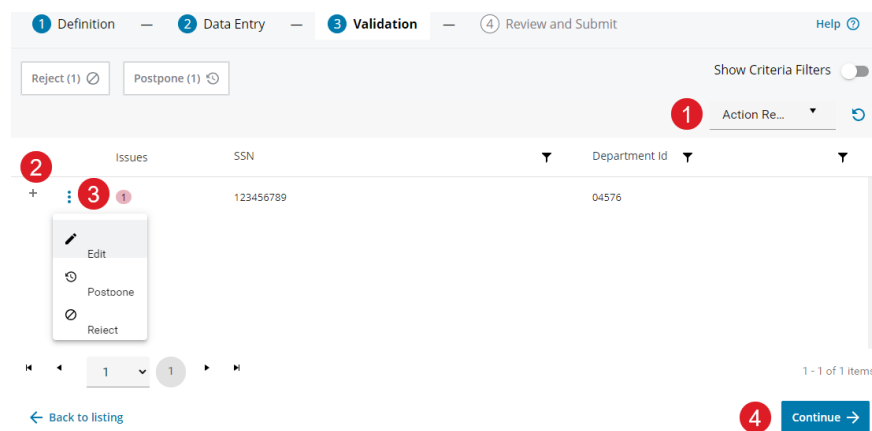 1 Definition — 2 Data Entry — 3 Validation — 4 Review and Submit Help ?
Reject (1) Postpone (1) Show Criteria Filters
1 Action Re...
2 Issues SSN Department Id
+ 3 1 123456789 04576
Edit
Postpone
Reject
1 1 1 - 1 of 1 items
← Back to listing 4 Continue →